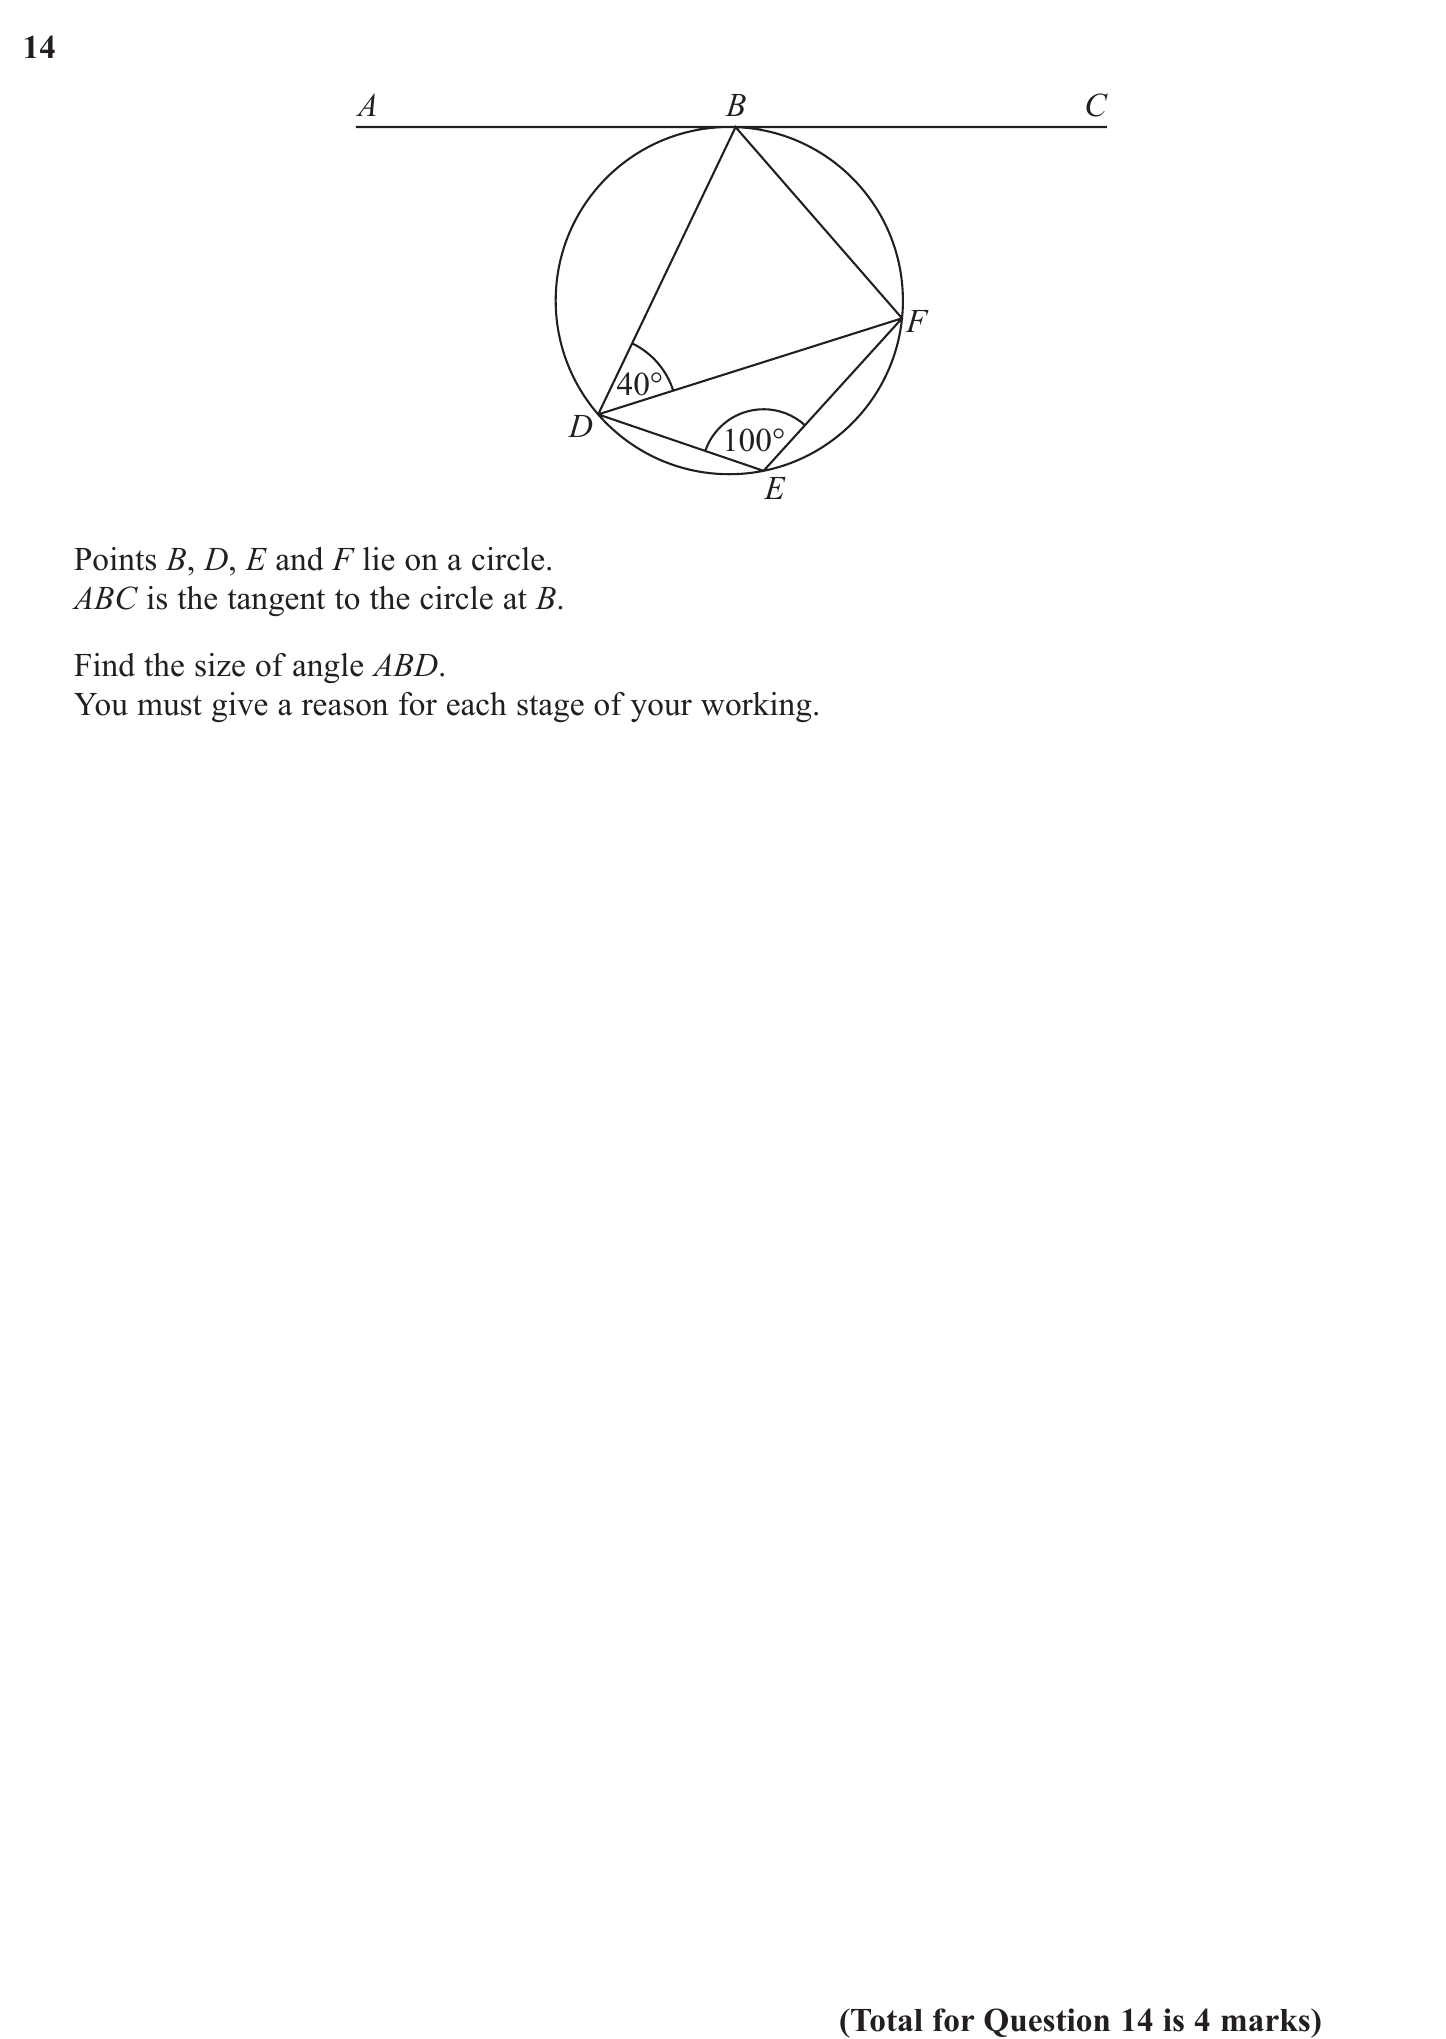 14
A B C
F
40°
D
100°
E
Points B, D, E and F lie on a circle.
ABC is the tangent to the circle at B.
Find the size of angle ABD.
You must give a reason for each stage of your working.
(Total for Question 14 is 4 marks)